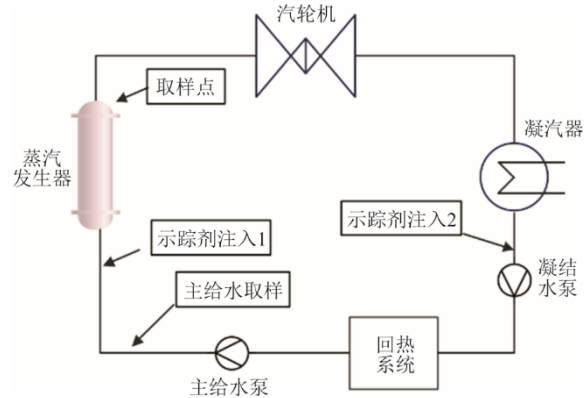 汽轮机
取样点
凝汽器
蒸汽
发生器
示踪剂注入2
示踪剂注入1
凝结
水泵
主给水取样
回热
系统
主给水泵